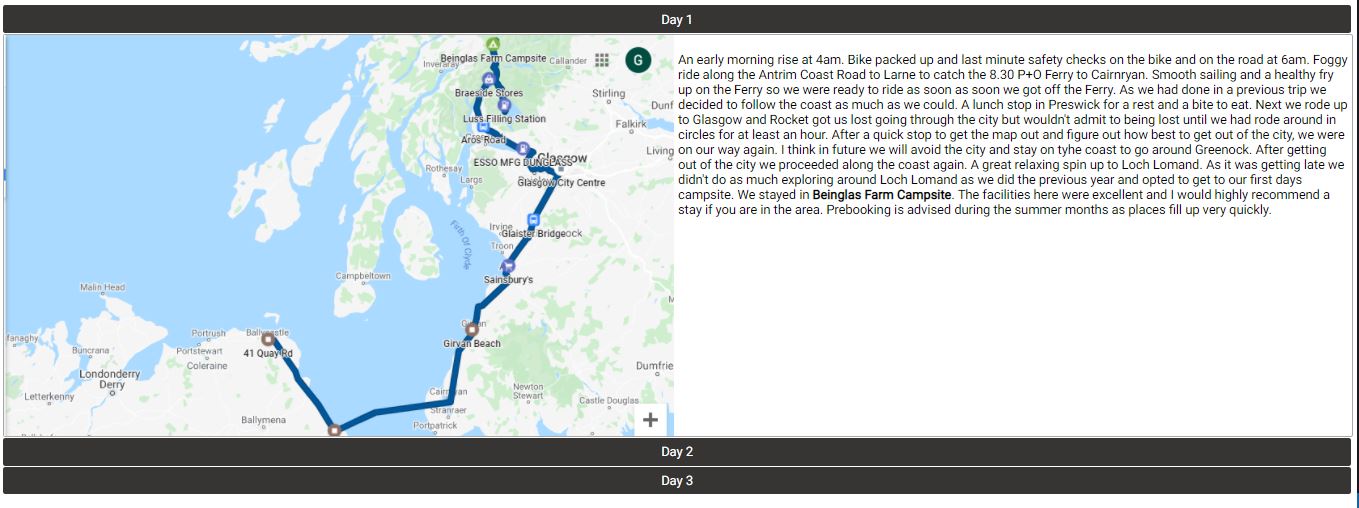 Day 1
Beinglas Farm Campsite
Callander
Inveraray
G
Braeside Stores
Stirling
Luss Filling Station
Falkirk
Aros Road
Living
ESSO MFG DUNGLASS
Glasgow
Rothesay
Largs
Glasgow City Centre
Irvine
Glaister Bridge
ock
Troon
Firth Of Clyde
Sainsbury's
Campbeltown
Malin Head
Girvan Beach
Portrush
41 Quay Rd
fanaghy
Buncrana
Portstewart
Coleraine
Londonderry
Derry
Dumfrie
Letterkenny
Newton
Stewart
Castle Douglas
Stranraer
Ballymena
Portpatrick
+
An early morning rise at 4am. Bike packed up and last minute safety checks on the bike and on the road at 6am. Foggy
ride along the Antrim Coast Road to Larne to catch the 8.30 P+O Ferry to Cairnryan. Smooth sailing and a healthy fry
up on the Ferry so we were ready to ride as soon as soon we got off the Ferry. As we had done in a previous trip we
decided to follow the coast as much as we could. A lunch stop in Preswick for a rest and a bite to eat. Next we rode up
to Glasgow and Rocket got us lost going through the city but wouldn't admit to being lost until we had rode around in
circles for at least an hour. After a quick stop to get the map out and figure out how best to get out of the city, we were
on our way again. I think in future we will avoid the city and stay on tyhe coast to go around Greenock. After getting
out of the city we proceeded along the coast again. A great relaxing spin up to Loch Lomand. As it was getting late we
didn't do as much exploring around Loch Lomand as we did the previous year and opted to get to our first days
campsite. We stayed in Beinglas Farm Campsite. The facilities here were excellent and I would highly recommend a
stay if you are in the area. Prebooking is advised during the summer months as places fill up very quickly.
Day 2
Day 3